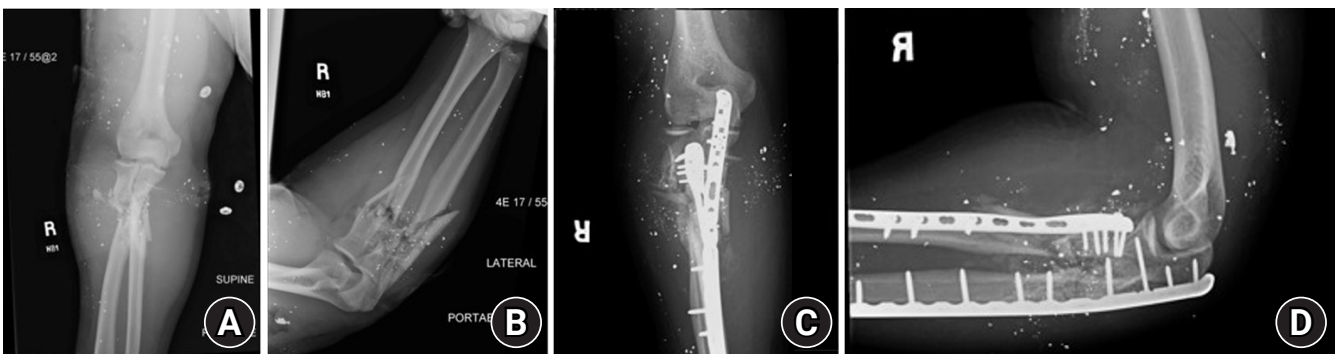 E 17 / 55@2
R
HB1
SUPINE
A
R
HB1
4E 17 / 55
LATERAL
PORTAB
B
R
C
R
D